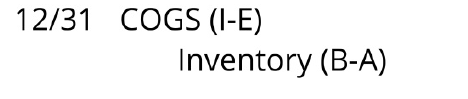 12/31 COGS (I-E)
Inventory (B-A)